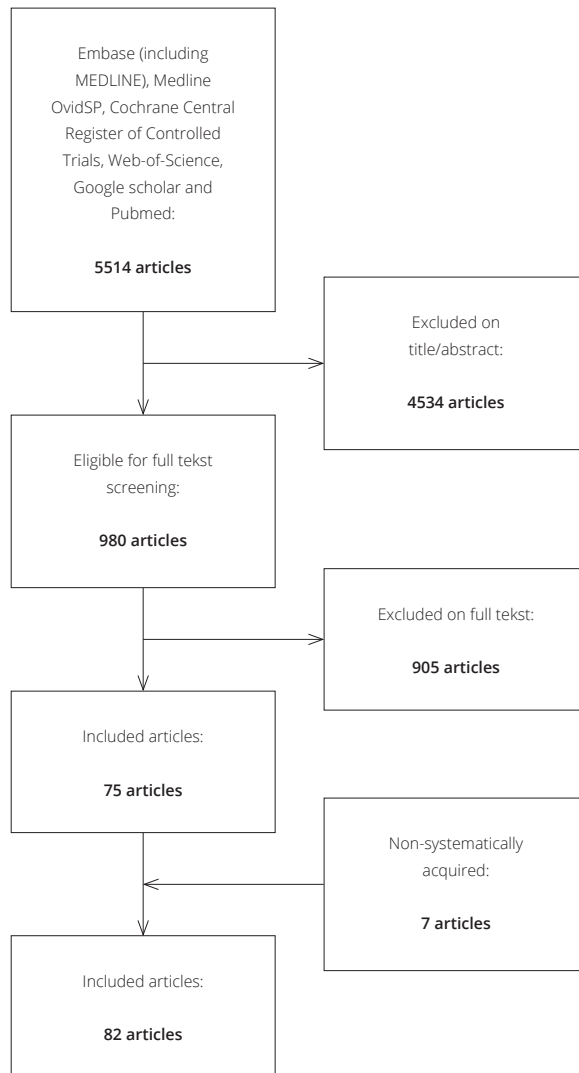 Embase (including
MEDLINE), Medline
OvidSP, Cochrane Central
Register of Controlled
Trials, Web-of-Science,
Google scholar and
Pubmed:
5514 articles
Excluded on
title/abstract:
4534 articles
Eligible for full tekst
screening:
980 articles
Excluded on full tekst:
905 articles
Included articles:
75 articles
Non-systematically
acquired:
7 articles
Included articles:
82 articles